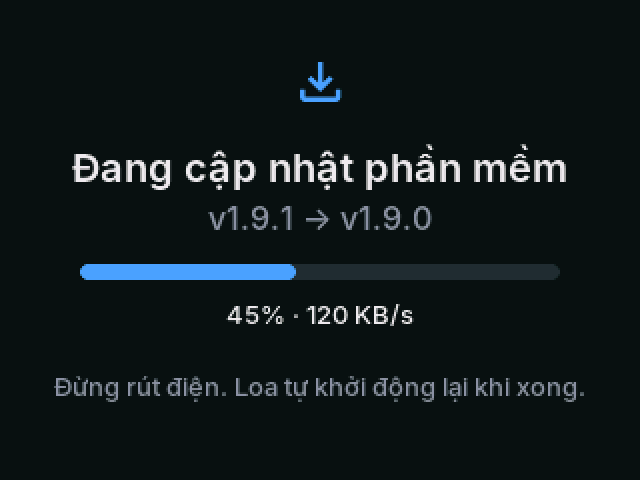 Đang cập nhật phần mềm
v1.9.1 → v1.9.0
45% · 120 KB/s
Đừng rút điện. Loa tự khởi động lại khi xong.